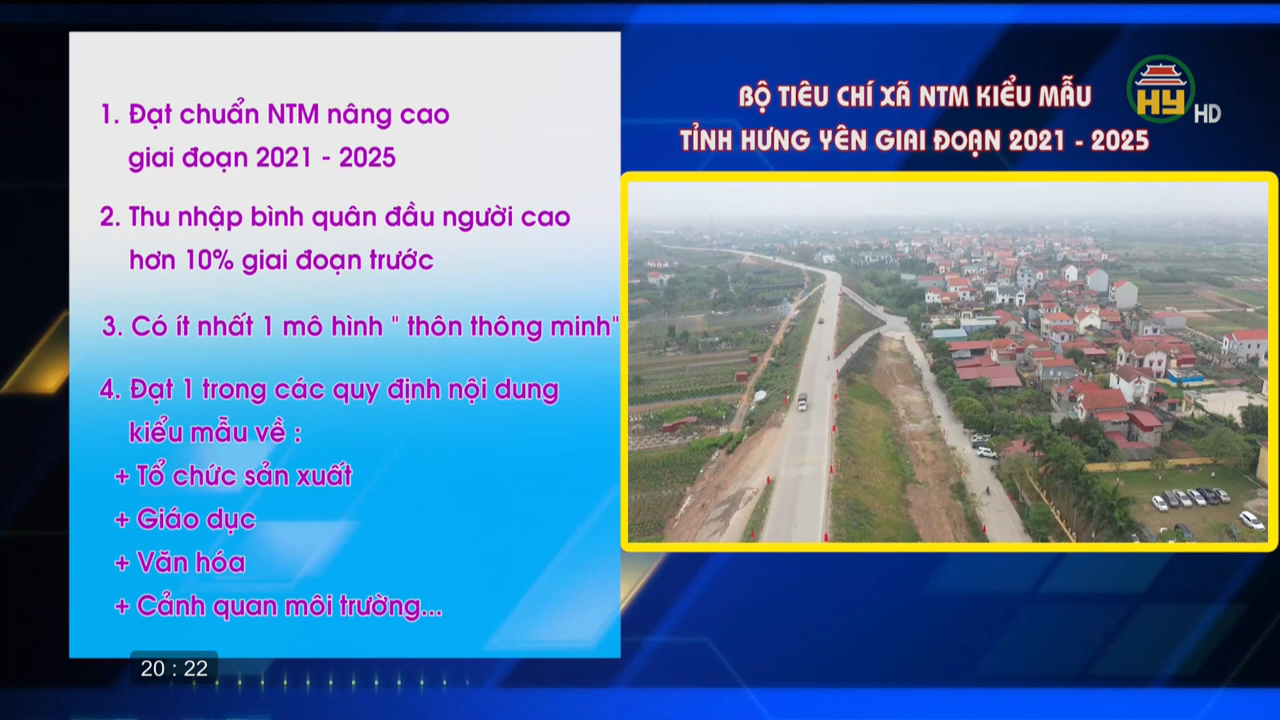 1. Đạt chuẩn NTM nâng cao
giai đoạn 2021 - 2025
2. Thu nhập bình quân đầu người cao
hơn 10% giai đoạn trước
3. Có ít nhất 1 mô hình " thôn thông minh"
4. Đạt 1 trong các quy định nội dung
kiểu mẫu về :
+ Tổ chức sản xuất
+ Giáo dục
+ Văn hóa
+ Cảnh quan môi trường...
20 : 22
BỘ TIÊU CHÍ XÃ NTM KIỂU MẪU
TỈNH HƯNG YÊN GIAI ĐOẠN 2021 - 2025
HY HD